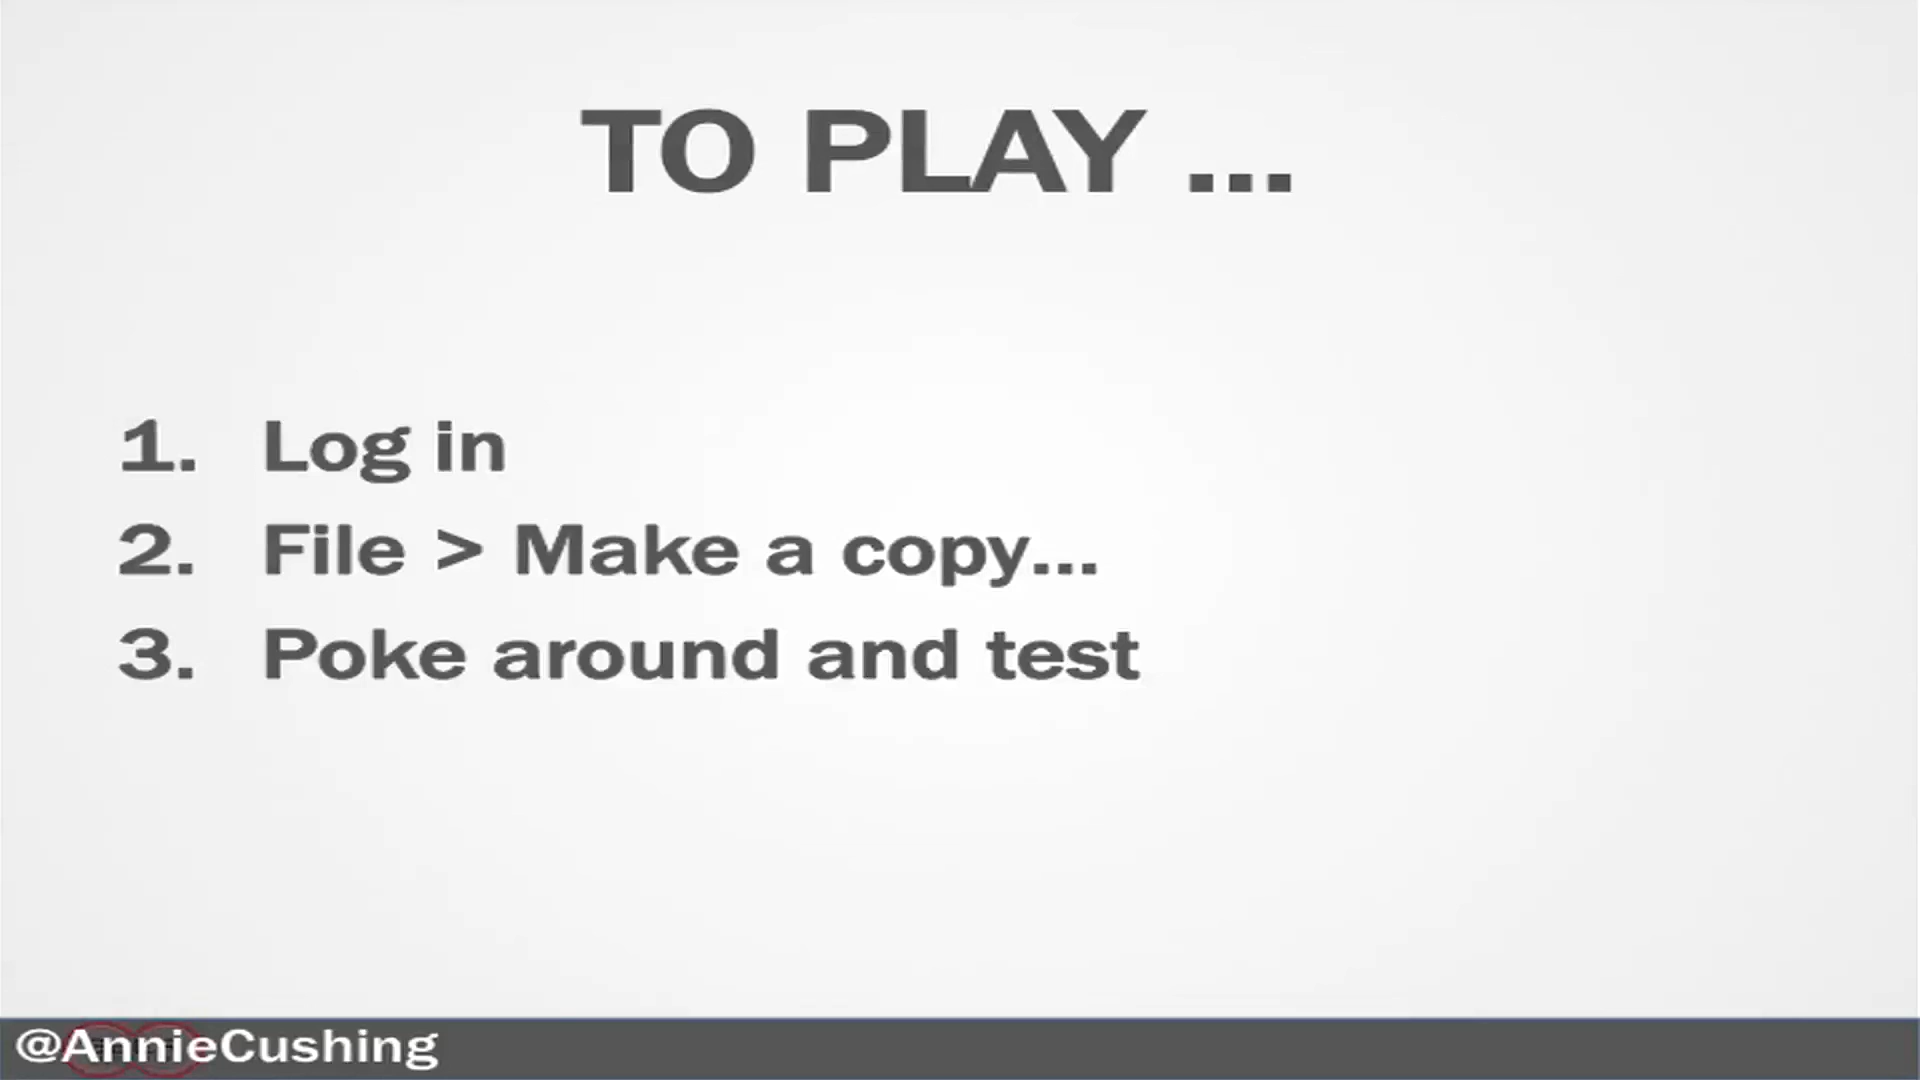 TO PLAY ...
1. Log in
2. File > Make a copy...
3. Poke around and test
@AnnieCushing